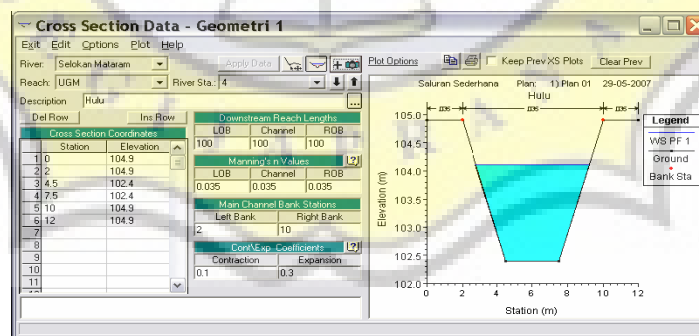 Cross Section Data - Geometri 1
Exit Edit Options Plot Help
River: Selokan Mataram Apply Data
Reach: UGM River Sta.: 4
Description Hulu ...
Del Row Ins Row
Cross Section Coordinates
Station Elevation
1 0 104.9
2 2 104.9
3 4.5 102.4
4 7.5 102.4
5 10 104.9
6 12 104.9
7
8
9
10
11
Downstream Reach Lengths
LOB Channel ROB
100 100 100
Manning's n Values ?
LOB Channel ROB
0.035 0.035 0.035
Main Channel Bank Stations
Left Bank Right Bank
2 10
Cont\Exp Coefficients ?
Contraction Expansion
0.1 0.3
Plot Options Keep Prev XS Plots Clear Prev
Saluran Sederhana Plan: 1) Plan 01 29-05-2007
Hulu
.035 .035 .035
105.0
104.5
104.0
103.5
103.0
102.5
102.0
Elevation (m)
0 2 4 6 8 10 12
Station (m)
Legend
WS PF 1
Ground
Bank Sta